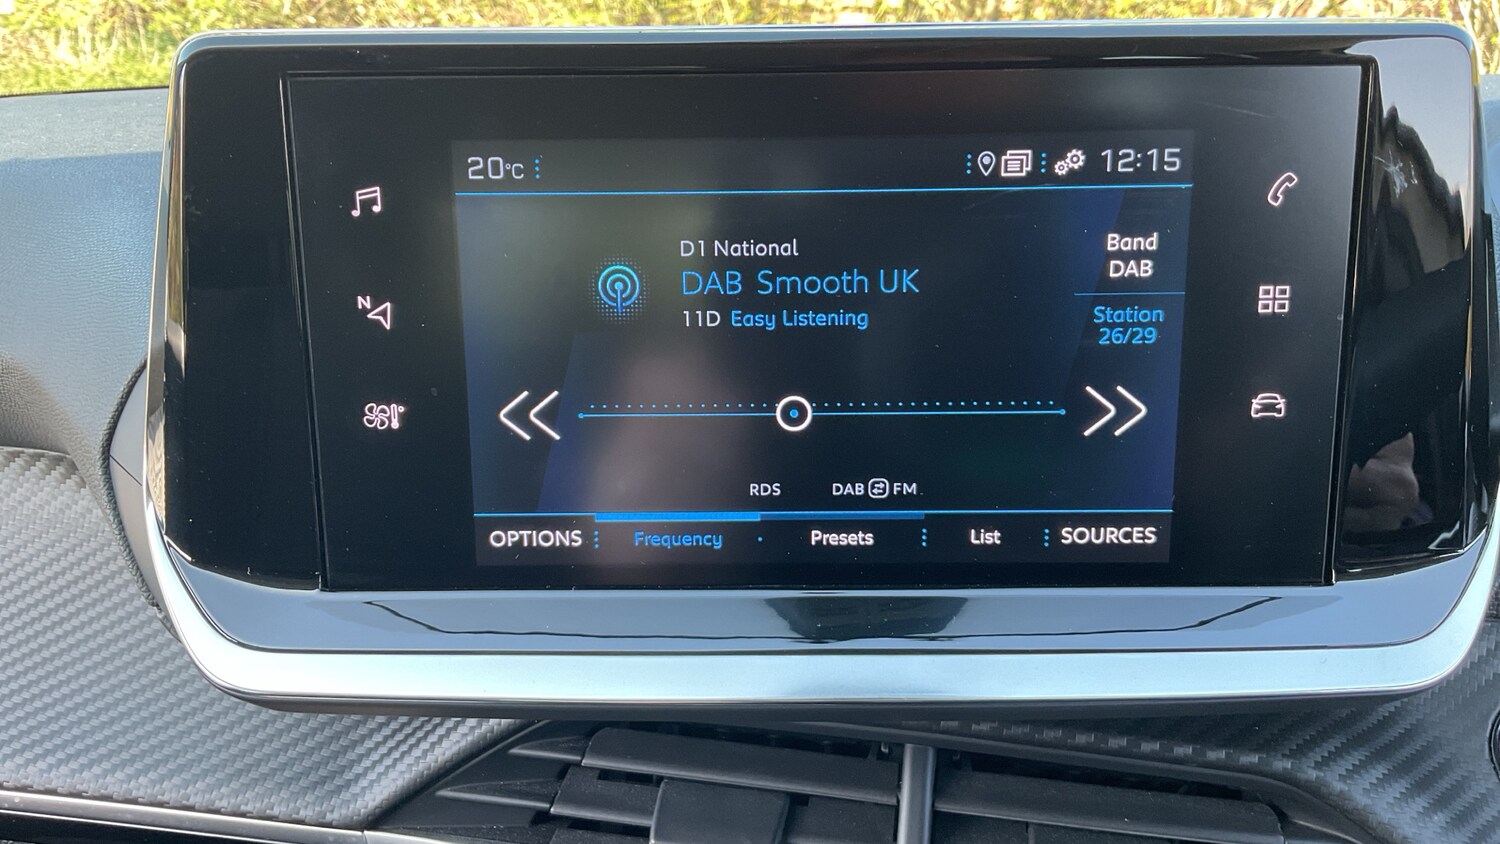 20°C
12:15
D1 National
DAB Smooth UK
11D Easy Listening
Band
DAB
Station
26/29
N
RDS
DAB FM
OPTIONS Frequency Presets List SOURCES